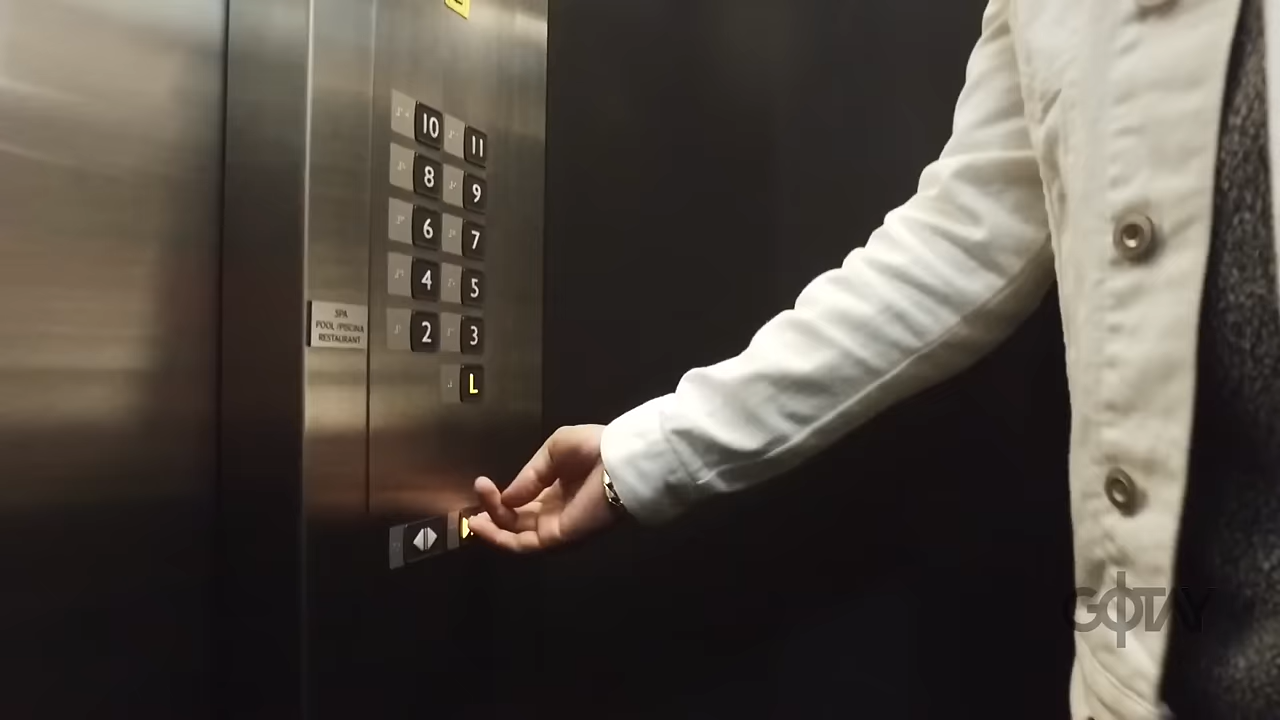 10 11
8 9
6 7
4 5
2 3
L
SPA
POOL /PISCINA
RESTAURANT
GOTAY